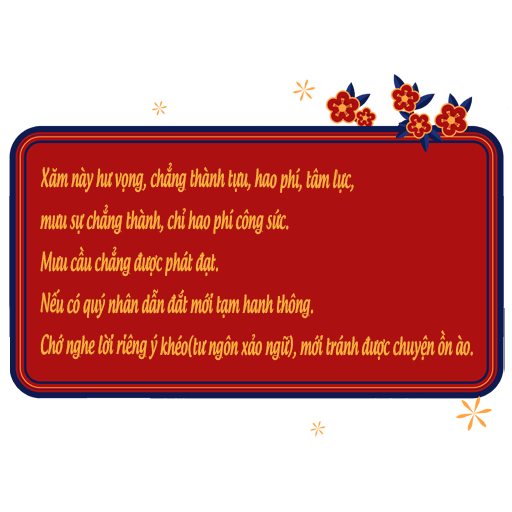 Xăm này hư vọng, chẳng thành tựu, hao phí, tâm lực,
mưu sự chẳng thành, chỉ hao phí công sức.
Mưu cầu chẳng được phát đạt.
Nếu có quý nhân dẫn đắt mới tạm hanh thông.
Chớ nghe lời riêng ý khéo(tư ngôn xảo ngữ), mới tránh được chuyện ồn ào.